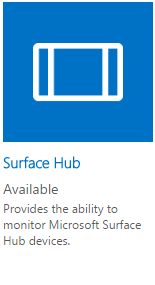 Surface Hub
Available
Provides the ability to
monitor Microsoft Surface
Hub devices.